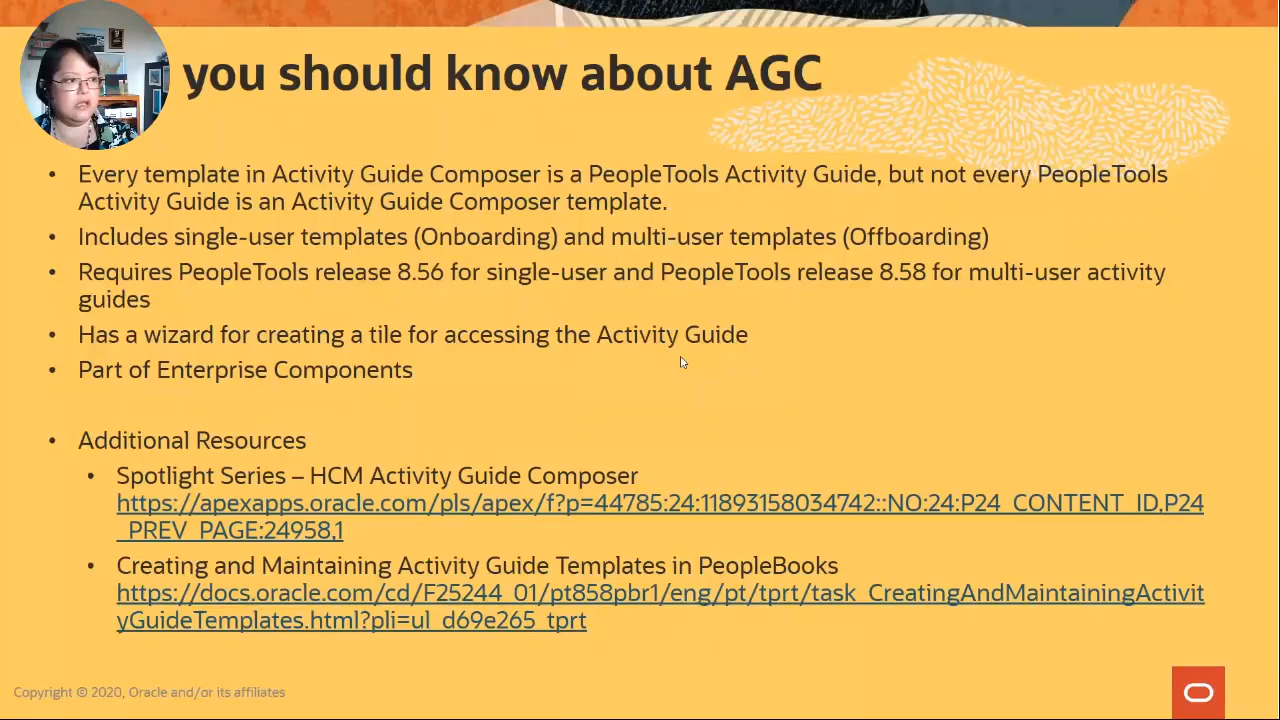 you should know about AGC
• Every template in Activity Guide Composer is a PeopleTools Activity Guide, but not every PeopleTools
Activity Guide is an Activity Guide Composer template.
• Includes single-user templates (Onboarding) and multi-user templates (Offboarding)
• Requires PeopleTools release 8.56 for single-user and PeopleTools release 8.58 for multi-user activity
guides
• Has a wizard for creating a tile for accessing the Activity Guide
• Part of Enterprise Components
• Additional Resources
• Spotlight Series – HCM Activity Guide Composer
https://apexapps.oracle.com/pls/apex/f?p=44785:24:11893158034742::NO:24:P24_CONTENT_ID,P24
_PREV_PAGE:24958,1
• Creating and Maintaining Activity Guide Templates in PeopleBooks
https://docs.oracle.com/cd/F25244_01/pt858pbr1/eng/pt/tprt/task_CreatingAndMaintainingActivit
yGuideTemplates.html?pli=ul_d69e265_tprt
Copyright © 2020, Oracle and/or its affiliates